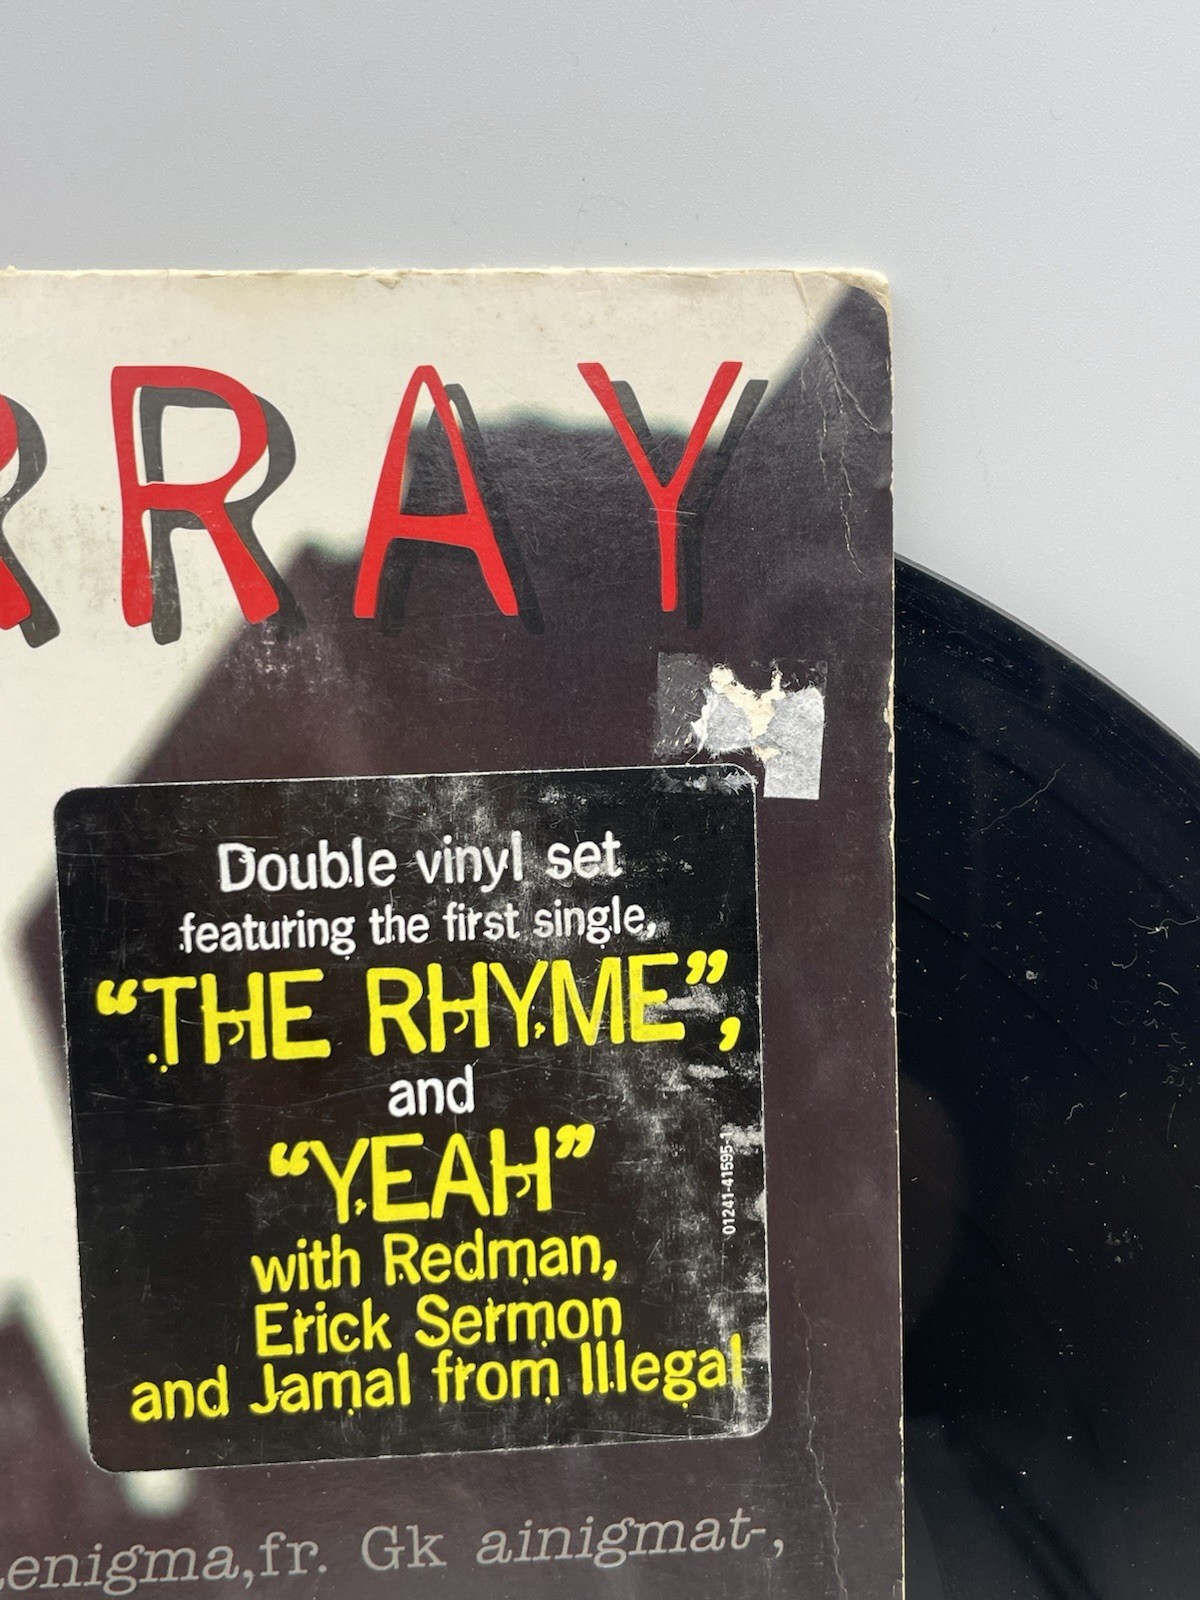 RRAY
Double vinyl set
featuring the first single,
“THE RHYME”,
and
“YEAH”
with Redman,
Erick Sermon
and Jamal from Illegal
01241-41595-1
enigma,fr. Gk ainigmat-,